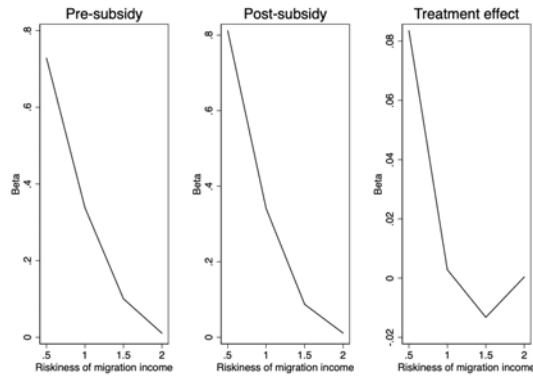 Pre-subsidy
Beta
0 .2 .4 .6 .8
.5 1 1.5 2
Riskiness of migration income
Post-subsidy
Beta
0 .2 .4 .6 .8
.5 1 1.5 2
Riskiness of migration income
Treatment effect
Beta
-.02 0 .02 .04 .06 .08
.5 1 1.5 2
Riskiness of migration income